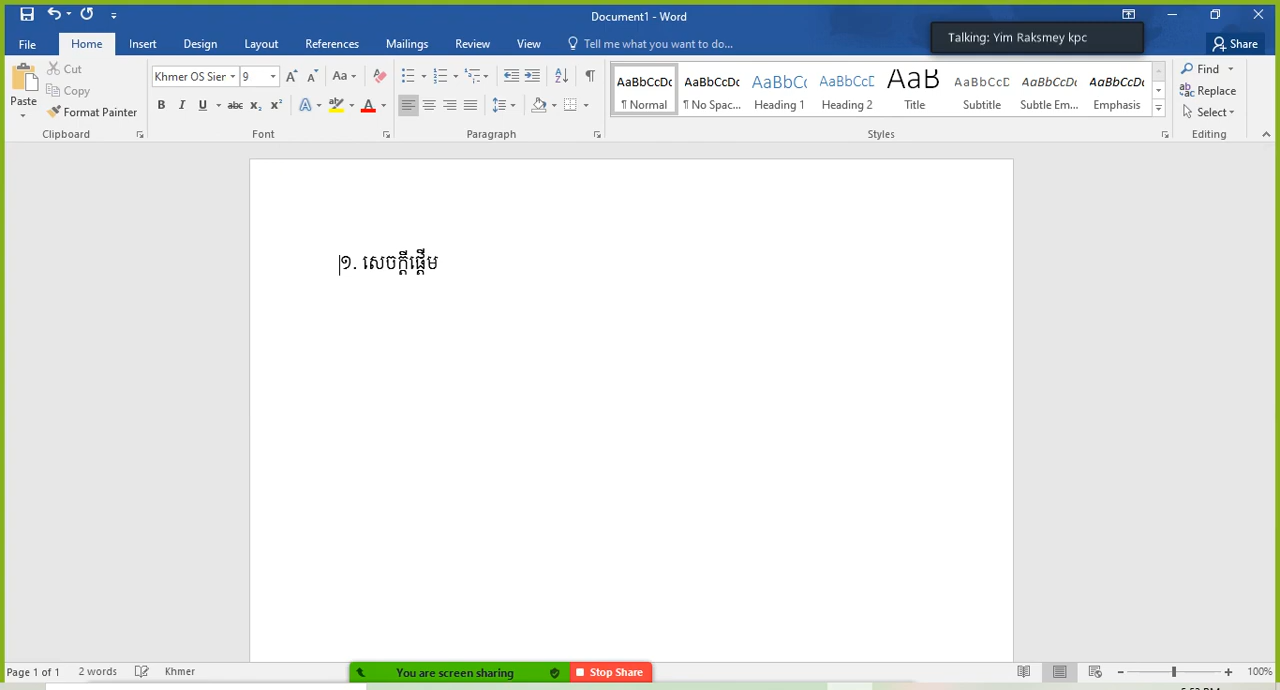 Document1 - Word
Talking: Yim Raksmey kpc
File Home Insert Design Layout References Mailings Review View Tell me what you want to do... Share
Paste Cut Copy Format Painter
Khmer OS Sier 9 Aa
B I U abc X₂ X² A A
AaBbCcDc AaBbCcDc AaBbCc AaBbCcD AaB AaBbCcD AaBbCcDc AaBbCcDc
¶ Normal ¶ No Spac... Heading 1 Heading 2 Title Subtitle Subtle Em... Emphasis
Find Replace Select
Clipboard Font Paragraph Styles Editing
១. សេចក្តីផ្តើម
Page 1 of 1 2 words Khmer You are screen sharing Stop Share 100%